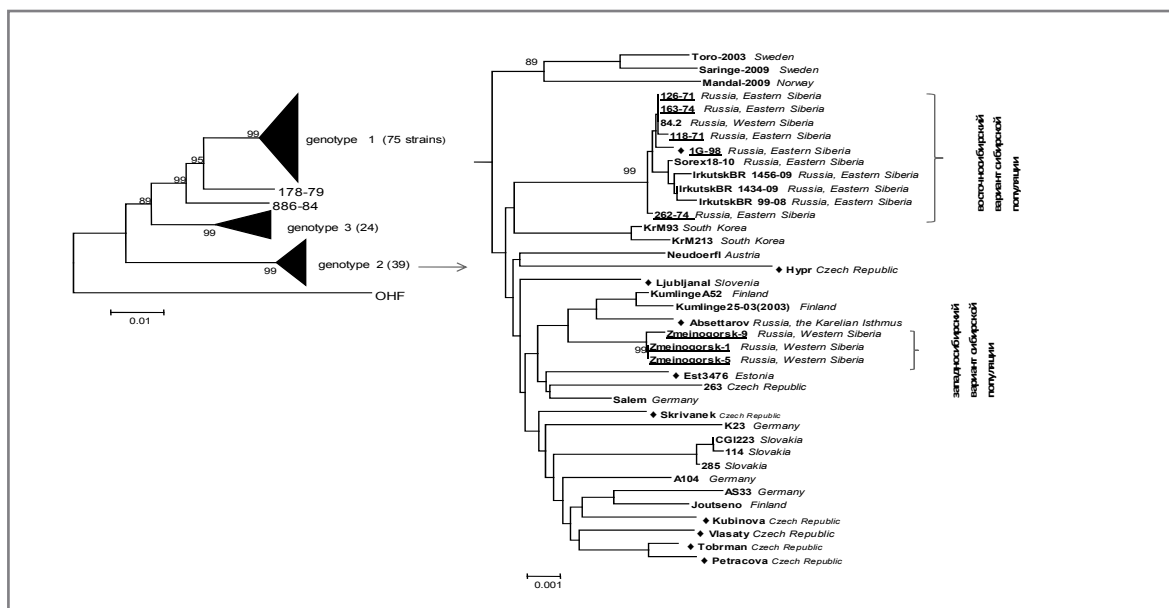 99
genotype 1 (75 strains)
95
99
178-79
89
886-84
99
genotype 3 (24)
99
genotype 2 (39)
OHF
0.01
89
Toro-2003 Sweden
Saringe-2009 Sweden
Mandal-2009 Norway
126-71 Russia, Eastern Siberia
163-74 Russia, Eastern Siberia
84.2 Russia, Western Siberia
118-71 Russia, Eastern Siberia
1G-98 Russia, Eastern Siberia
99
Sorex18-10 Russia, Eastern Siberia
IrkutskBR 1456-09 Russia, Eastern Siberia
IrkutskBR 1434-09 Russia, Eastern Siberia
IrkutskBR 99-08 Russia, Eastern Siberia
262-74 Russia, Eastern Siberia
KrM93 South Korea
KrM213 South Korea
Neudoerfl Austria
Hypr Czech Republic
LjubljanaI Slovenia
KumlingeA52 Finland
Kumlinge25-03(2003) Finland
Absettarov Russia, the Karelian Isthmus
Zmeinogorsk-9 Russia, Western Siberia
99
Zmeinogorsk-1 Russia, Western Siberia
Zmeinogorsk-5 Russia, Western Siberia
Est3476 Estonia
263 Czech Republic
Salem Germany
Skrivanek Czech Republic
K23 Germany
CGI223 Slovakia
114 Slovakia
285 Slovakia
A104 Germany
AS33 Germany
Joutseno Finland
Kubinova Czech Republic
Vlasaty Czech Republic
Tobrman Czech Republic
Petracova Czech Republic
0.001
восточносибирский
вариант сибирской
популяции
западносибирский
вариант сибирской
популяции